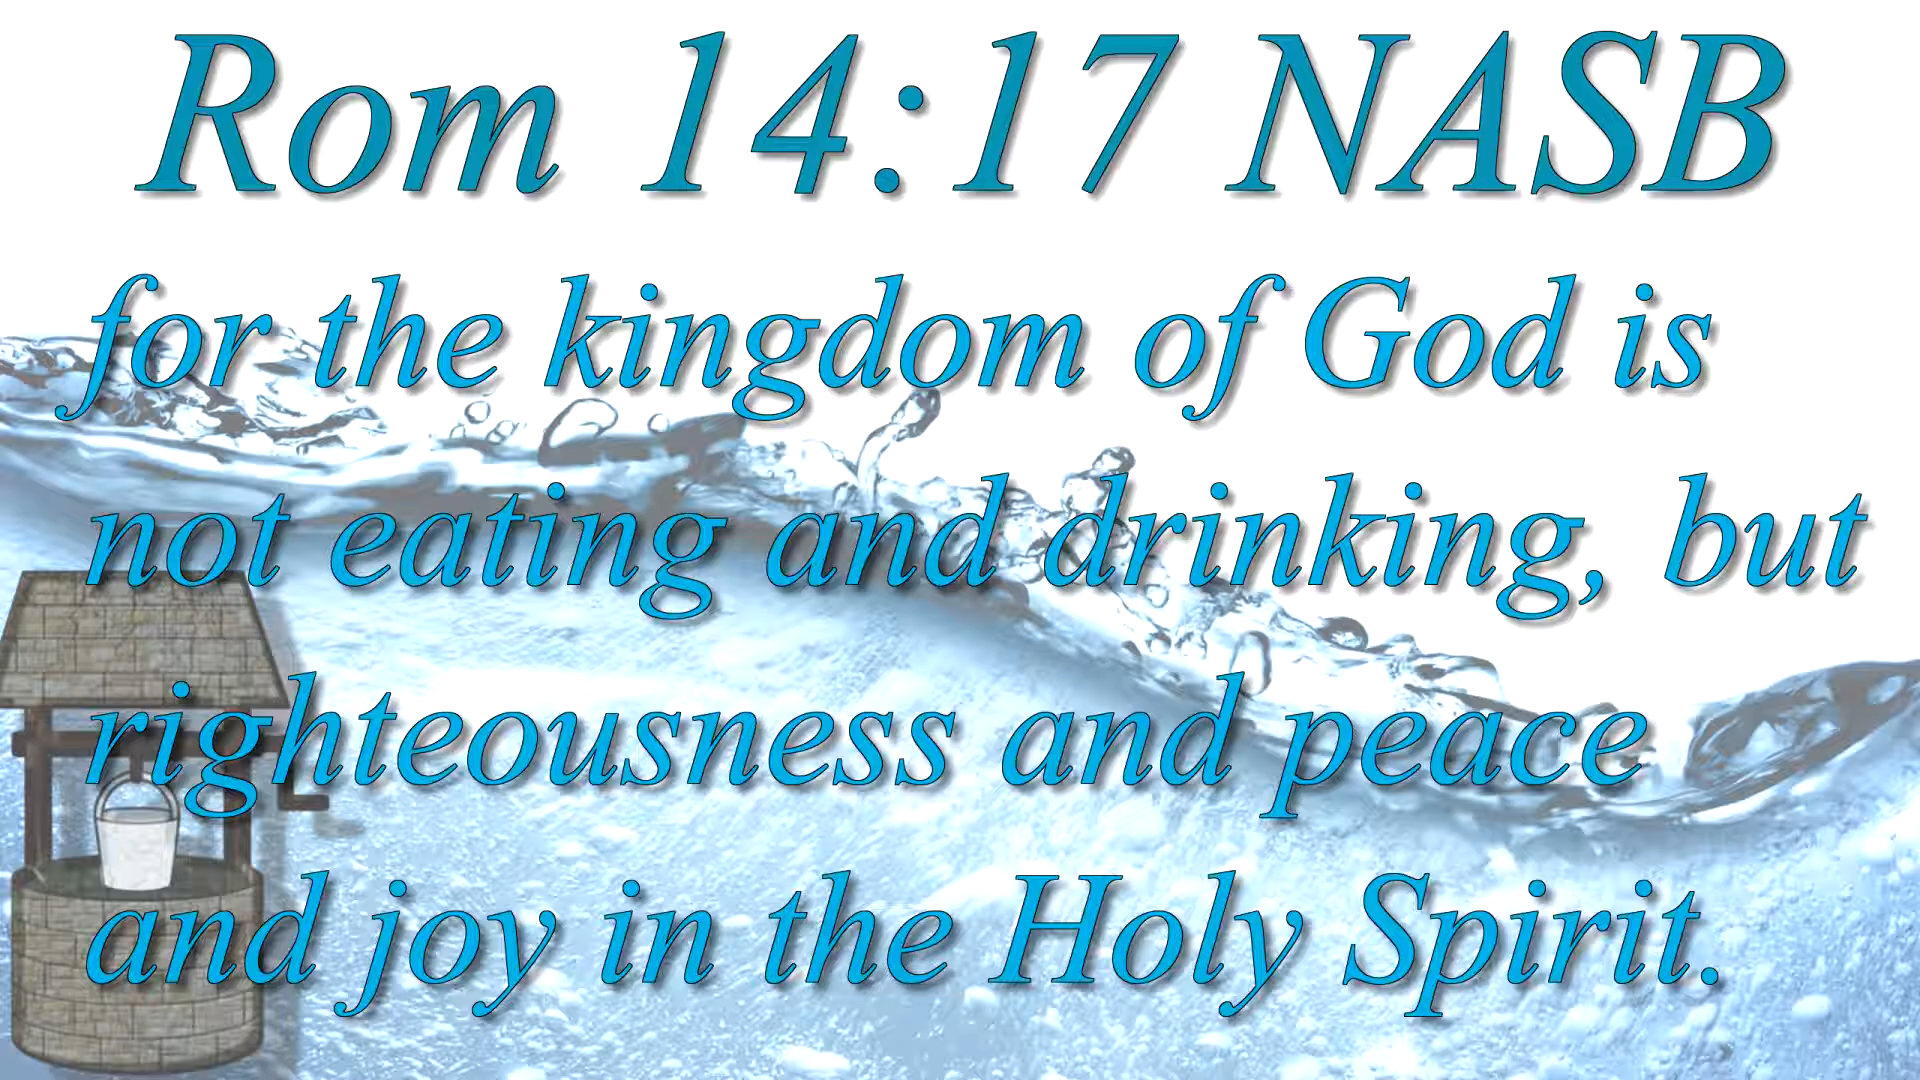 Rom 14:17 NASB
for the kingdom of God is
not eating and drinking, but
righteousness and peace
and joy in the Holy Spirit.